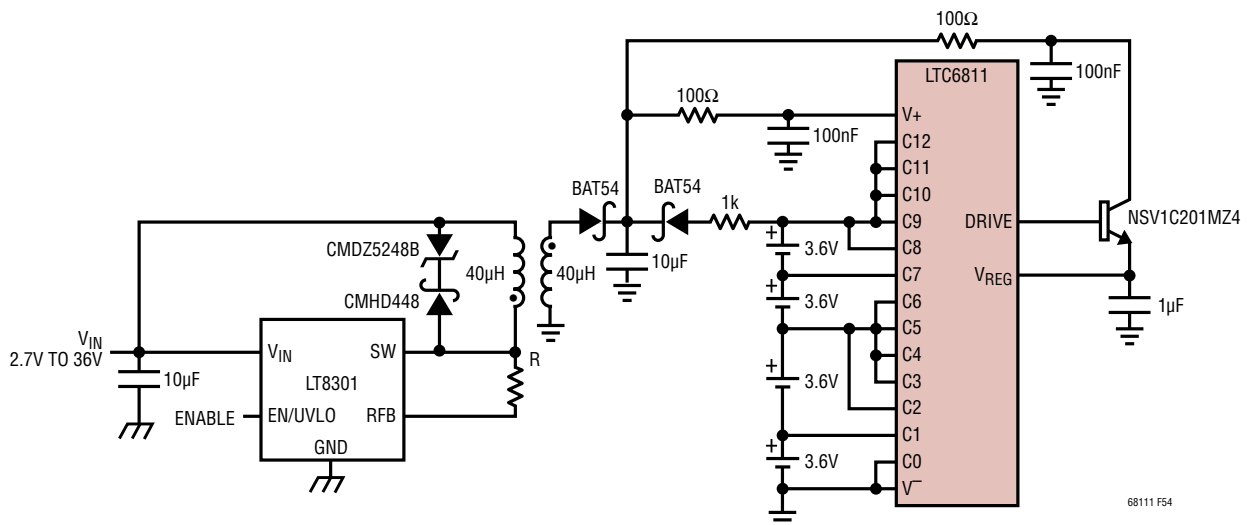 100Ω
LTC6811
100nF
100Ω
V+
100nF
C12
C11
BAT54
BAT54
1k
C10
C9
DRIVE
NSV1C201MZ4
CMDZ5248B
+
3.6V
C8
40µH
40µH
10µF
C7
VREG
+
3.6V
CMHD448
C6
1µF
C5
VIN
2.7V TO 36V
VIN
SW
R
C4
10µF
LT8301
+
3.6V
C3
C2
ENABLE
EN/UVLO
RFB
C1
GND
+
3.6V
C0
V–
68111 F54